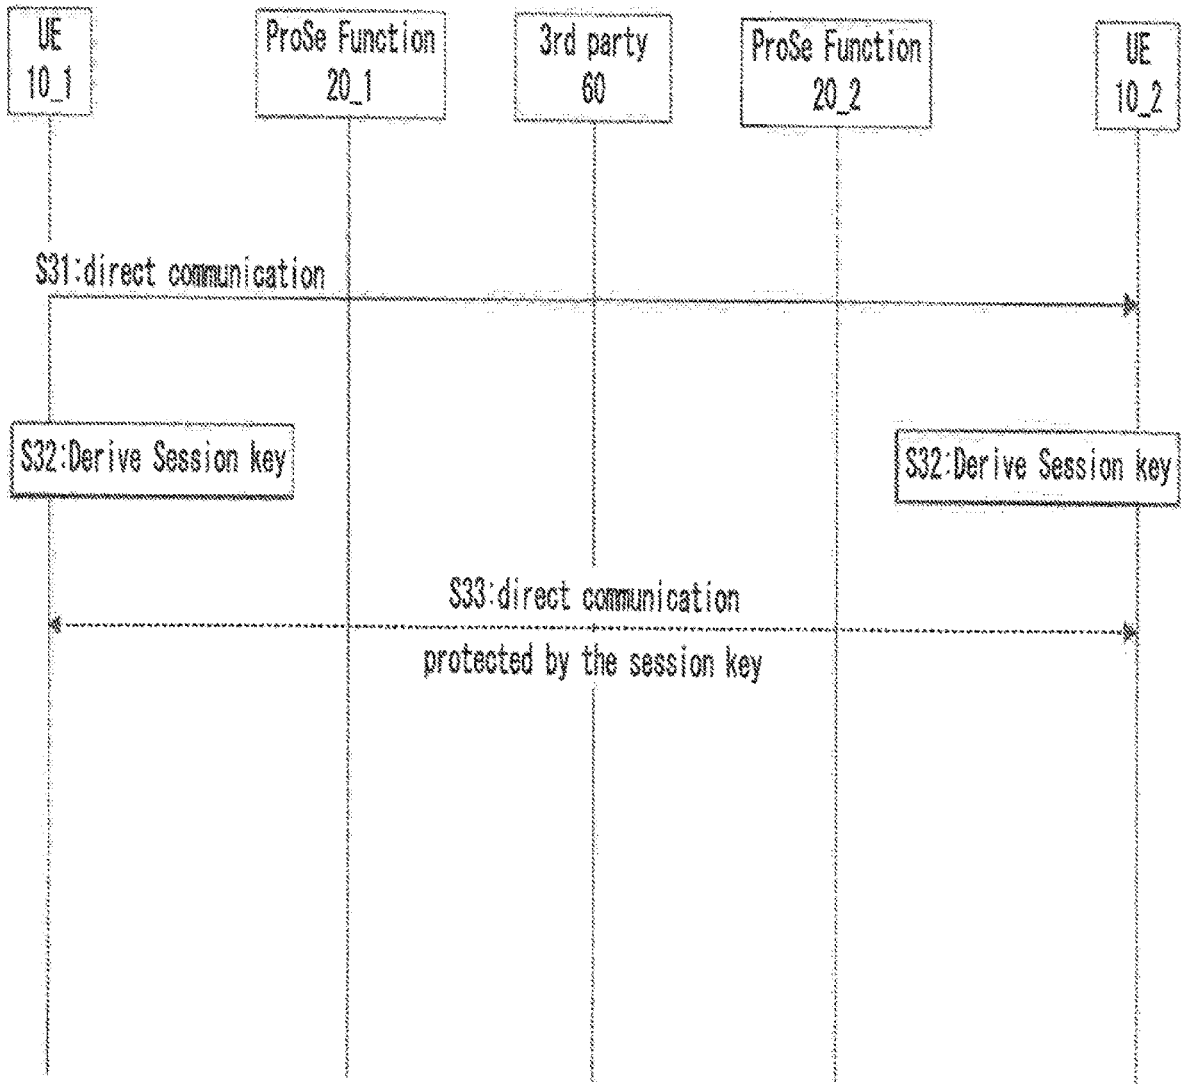 UE
10_1
ProSe Function
20_1
3rd party
60
ProSe Function
20_2
UE
10_2
S31:direct communication
S32:Derive Session key
S32:Derive Session key
S33:direct communication
protected by the session key